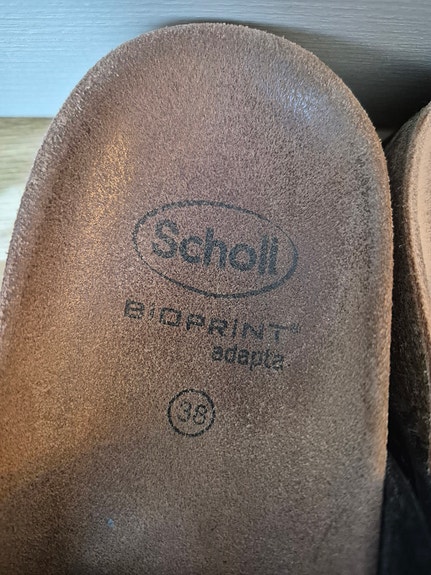 Scholl
BIOPRINT®
adapta
38